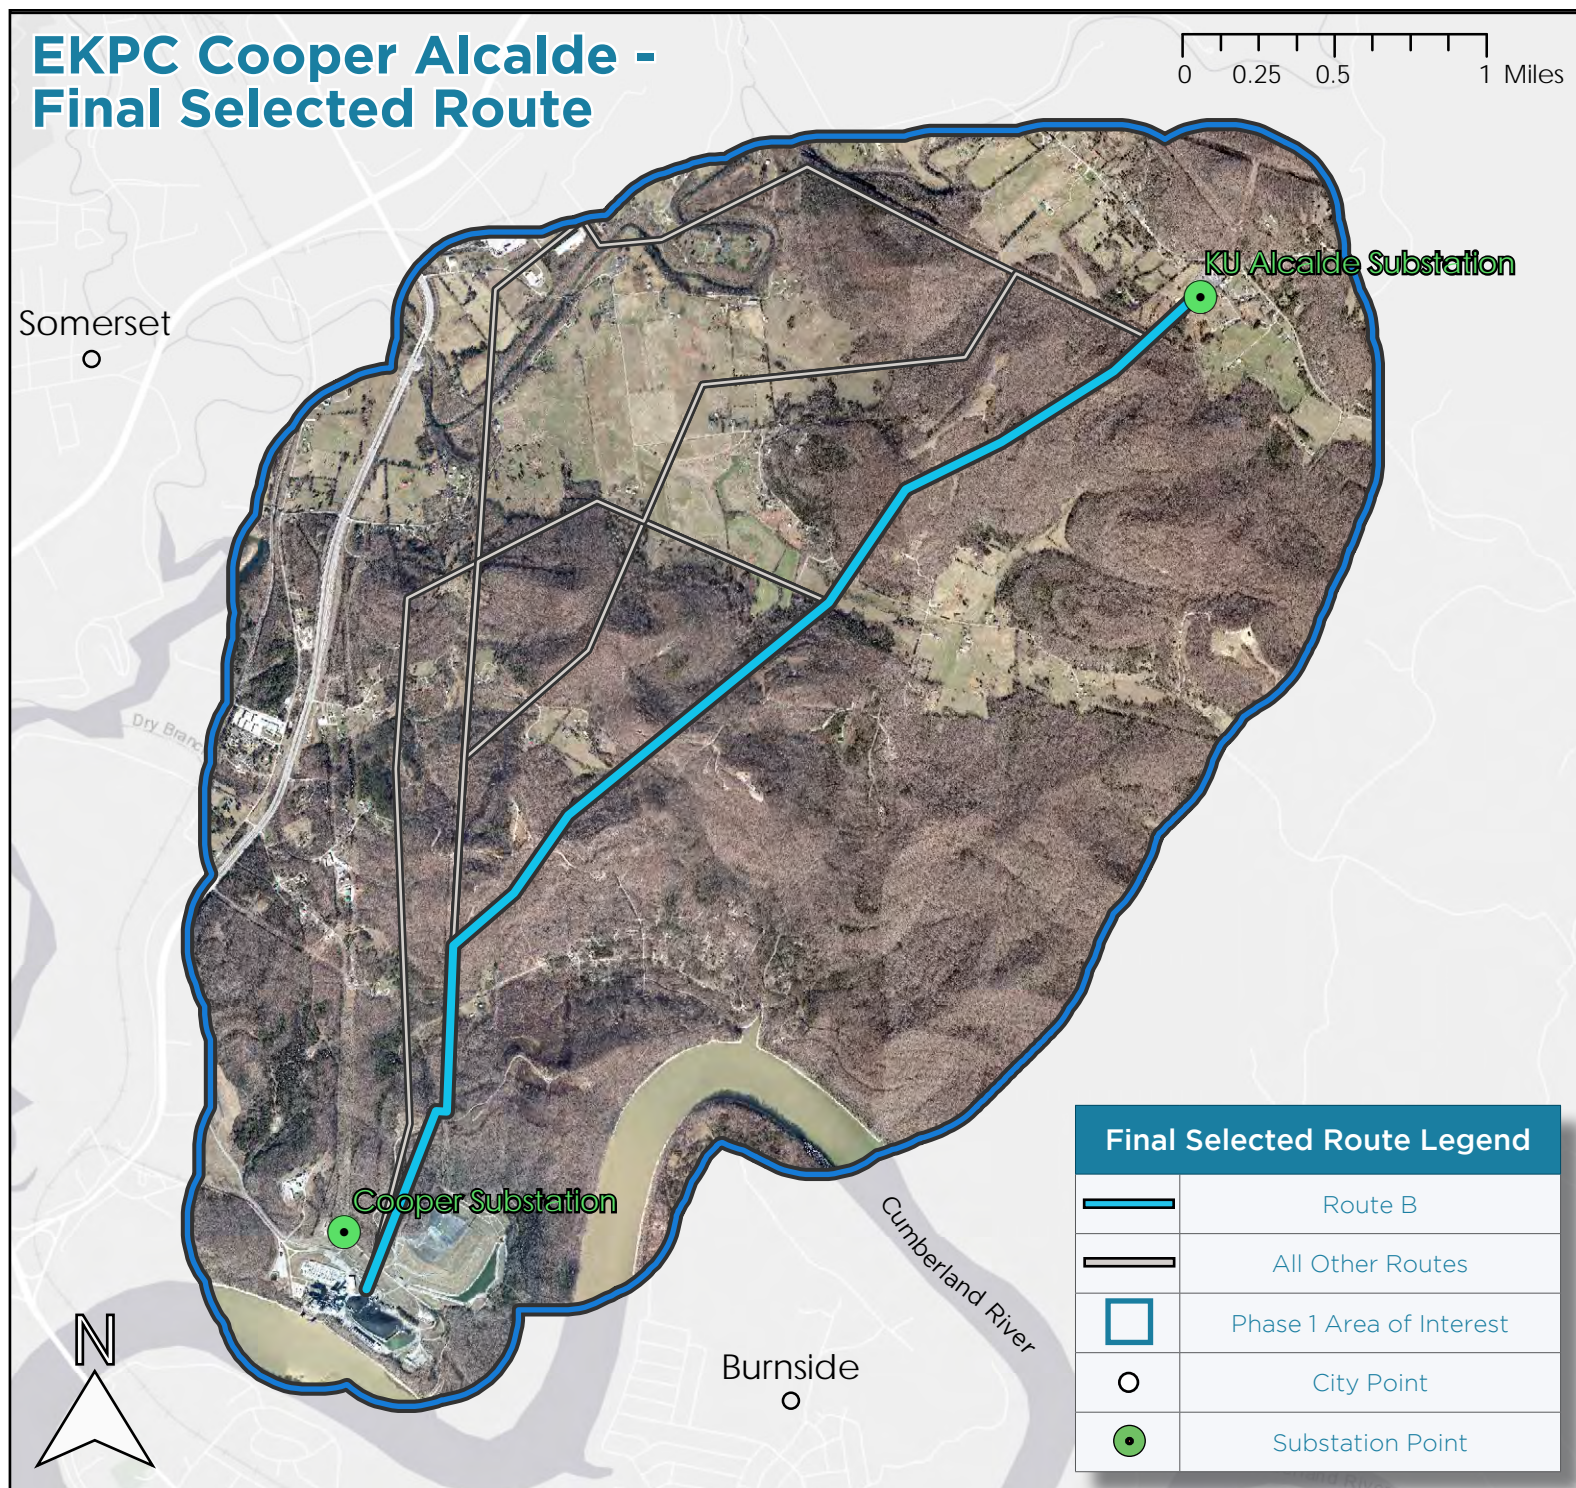 EKPC Cooper Alcalde -
Final Selected Route
0 0.25 0.5 1 Miles
KU Alcalde Substation
Somerset
Dry Branch
Cooper Substation
Cumberland River
Burnside
N
Final Selected Route Legend
Route B
All Other Routes
Phase 1 Area of Interest
City Point
Substation Point